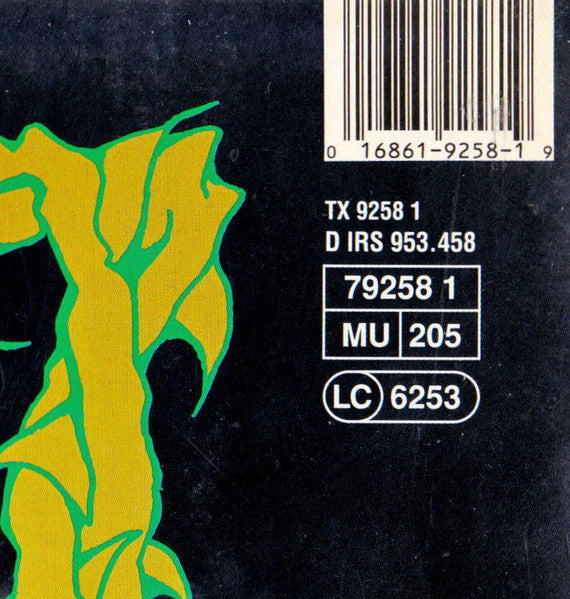 0 16861-9258-1 9
TX 9258 1
D IRS 953.458
79258 1
MU 205
LC 6253